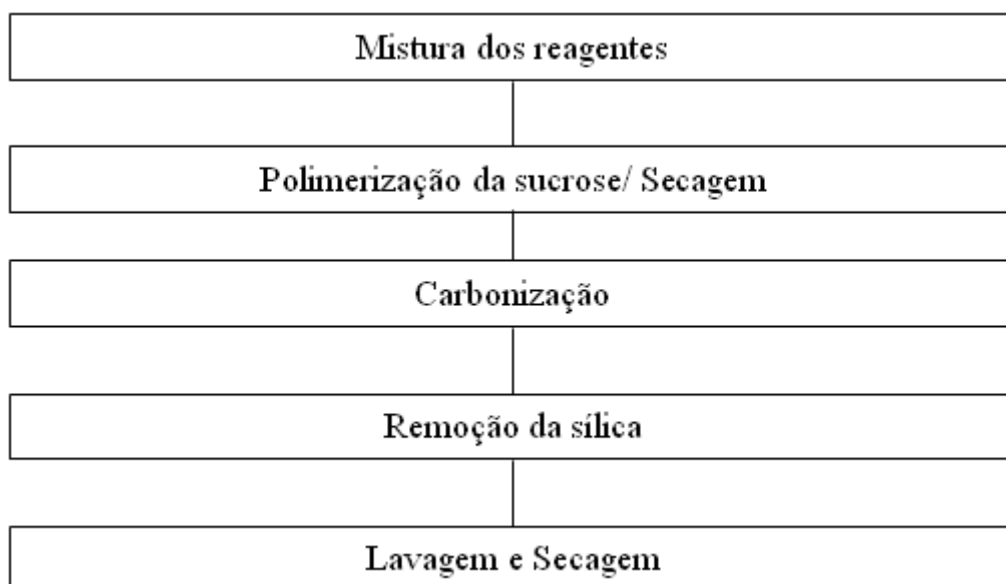 Mistura dos reagentes
Polimerização da sucrose/ Secagem
Carbonização
Remoção da sílica
Lavagem e Secagem